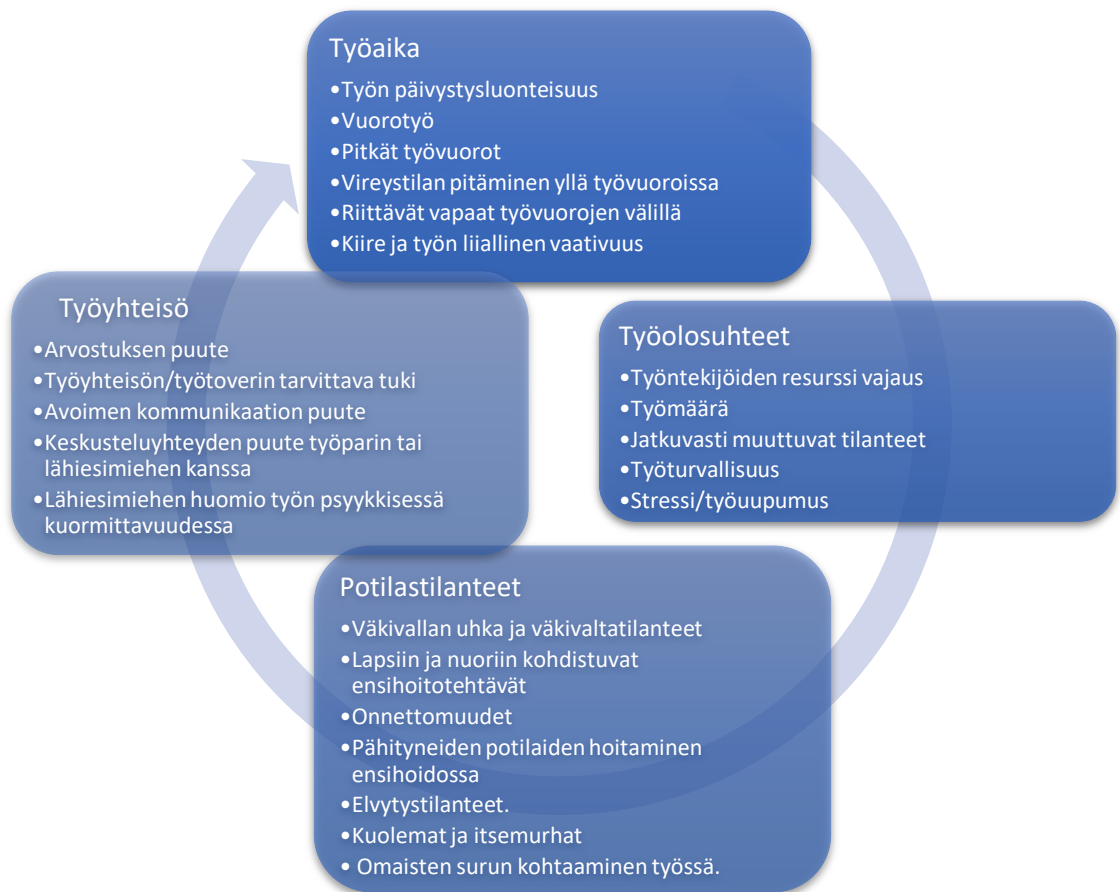 Työaika
•Työn päivystysluonteisuus
•Vuorotyö
•Pitkät työvuorot
•Vireystilan pitäminen yllä työvuoroissa
•Riittävät vapaat työvuorojen välillä
•Kiire ja työn liiallinen vaativuus
Työolosuhteet
•Työntekijöiden resurssi vajaus
•Työmäärä
•Jatkuvasti muuttuvat tilanteet
•Työturvallisuus
•Stressi/työuupumus
Potilastilanteet
•Väkivallan uhka ja väkivaltatilanteet
•Lapsiin ja nuoriin kohdistuvat
ensihoitotehtävät
•Onnettomuudet
•Pähityneiden potilaiden hoitaminen
ensihoidossa
•Elvytystilanteet.
•Kuolemat ja itsemurhat
• Omaisten surun kohtaaminen työssä.
Työyhteisö
•Arvostuksen puute
•Työyhteisön/työtoverin tarvittava tuki
•Avoimen kommunikaation puute
•Keskusteluyhteyden puute työparin tai
lähiesimiehen kanssa
•Lähiesimiehen huomio työn psyykkisessä
kuormittavuudessa